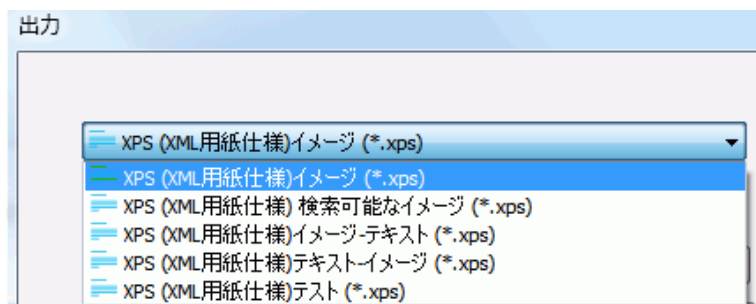 出力
XPS (XML用紙仕様)イメージ (*.xps)
XPS (XML用紙仕様)イメージ (*.xps)
XPS (XML用紙仕様) 検索可能なイメージ (*.xps)
XPS (XML用紙仕様)イメージ-テキスト (*.xps)
XPS (XML用紙仕様)テキスト-イメージ (*.xps)
XPS (XML用紙仕様)テスト (*.xps)